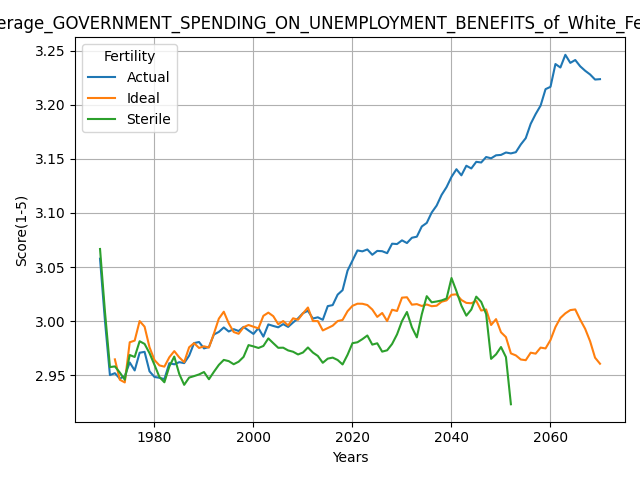 erage_GOVERNMENT_SPENDING_ON_UNEMPLOYMENT_BENEFITS_of_White_Fe
Fertility
Actual
Ideal
Sterile
3.25
3.20
3.15
3.10
3.05
3.00
2.95
Score(1-5)
1980 2000 2020 2040 2060
Years